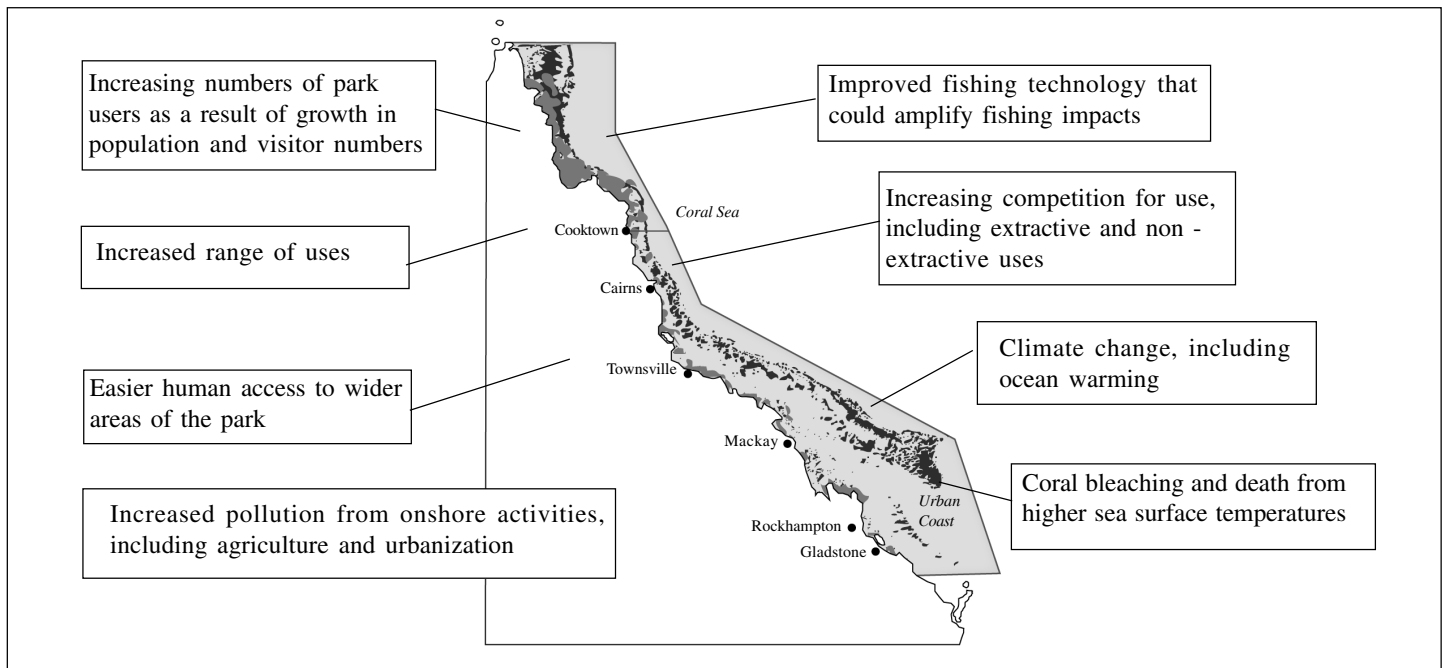 Increasing numbers of park
users as a result of growth in
population and visitor numbers
Improved fishing technology that
could amplify fishing impacts
Increasing competition for use,
including extractive and non -
extractive uses
Coral Sea
Cooktown
Increased range of uses
Cairns
Climate change, including
ocean warming
Townsville
Easier human access to wider
areas of the park
Mackay
Coral bleaching and death from
higher sea surface temperatures
Urban
Coast
Increased pollution from onshore activities,
including agriculture and urbanization
Rockhampton
Gladstone